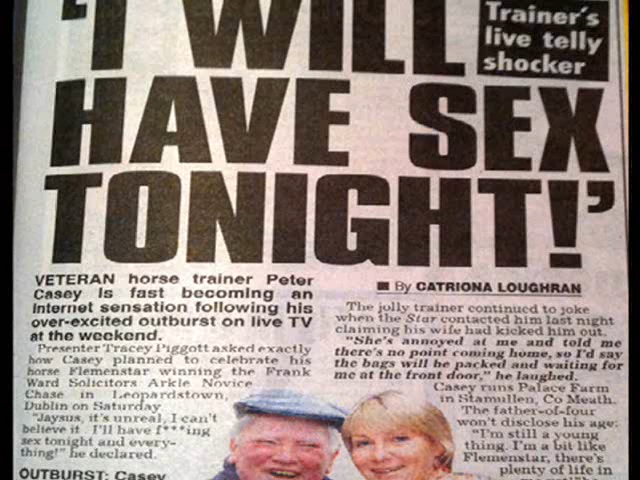 'I WILL
HAVE SEX
TONIGHT!'
Trainer's
live telly
shocker
VETERAN horse trainer Peter
Casey is fast becoming an
internet sensation following his
over-excited outburst on live TV
at the weekend.
Presenter Tracey Piggott asked exactly
how Casey planned to celebrate his
horse Flemenstar winning the Frank
Ward Solicitors Arkle Novice
Chase in Leopardstown,
Dublin on Saturday
"Jaysus, it's unreal, I can't
believe it I'll have f***ing
sex tonight and every-
thing!" he declared.
OUTBURST: Casey
■ By CATRIONA LOUGHRAN
The jolly trainer continued to joke
when the Star contacted him last night
claiming his wife had kicked him out.
"She's annoyed at me and told me
there's no point coming home, so I'd say
the bags will be packed and waiting for
me at the front door," he laughed.
Casey runs Palace Farm
in Stamullen, Co Meath.
The father-of-four
won't disclose his age:
"I'm still a young
thing. I'm a bit like
Flemenstar, there's
plenty of life in